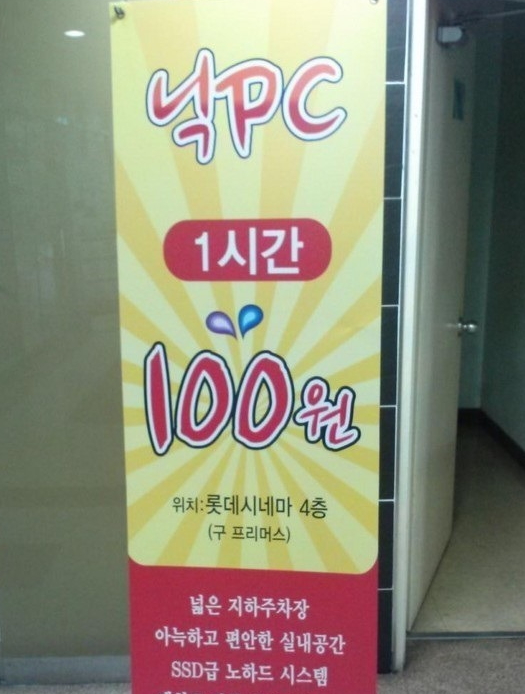 닉PC
1시간
100원
위치:롯데시네마 4층
(구 프리머스)
넓은 지하주차장
아늑하고 편안한 실내공간
SSD급 노하드 시스템